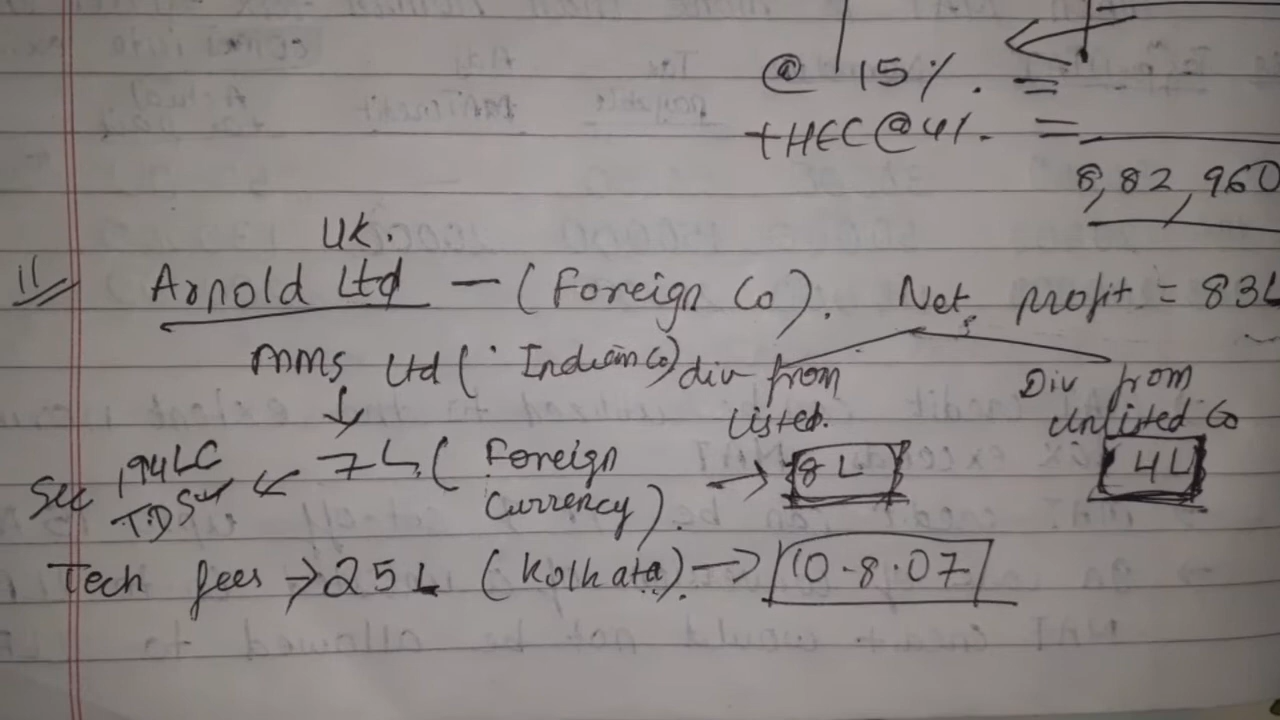 @ 15%. =
+HEC@4%. =
8,82,960
UK.
11 Arnold Ltd - (Foreign Co). Net profit = 83L
MMS Ltd (Indian Co) div from Div from
Listed. Unlisted Co
Sec 194LC ← 7L (Foreign → 8L 4L
TDS Currency).
Tech fees → 25L (Kolkata). → 10-8-07